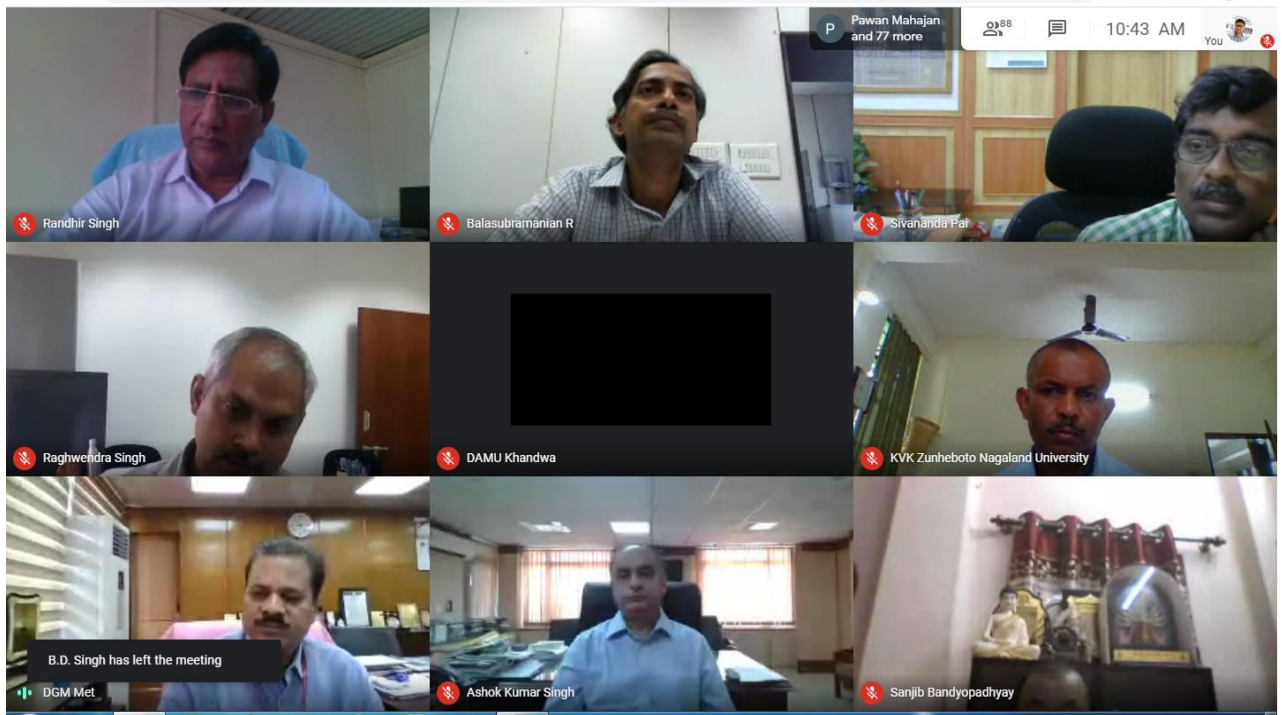 P
Pawan Mahajan
and 77 more
88
10:43 AM
You
Randhir Singh
Balasubramanian R
Sivananda Pai
Raghwendra Singh
DAMU Khandwa
KVK Zunheboto Nagaland University
B.D. Singh has left the meeting
DGM Met
Ashok Kumar Singh
Sanjib Bandyopadhyay